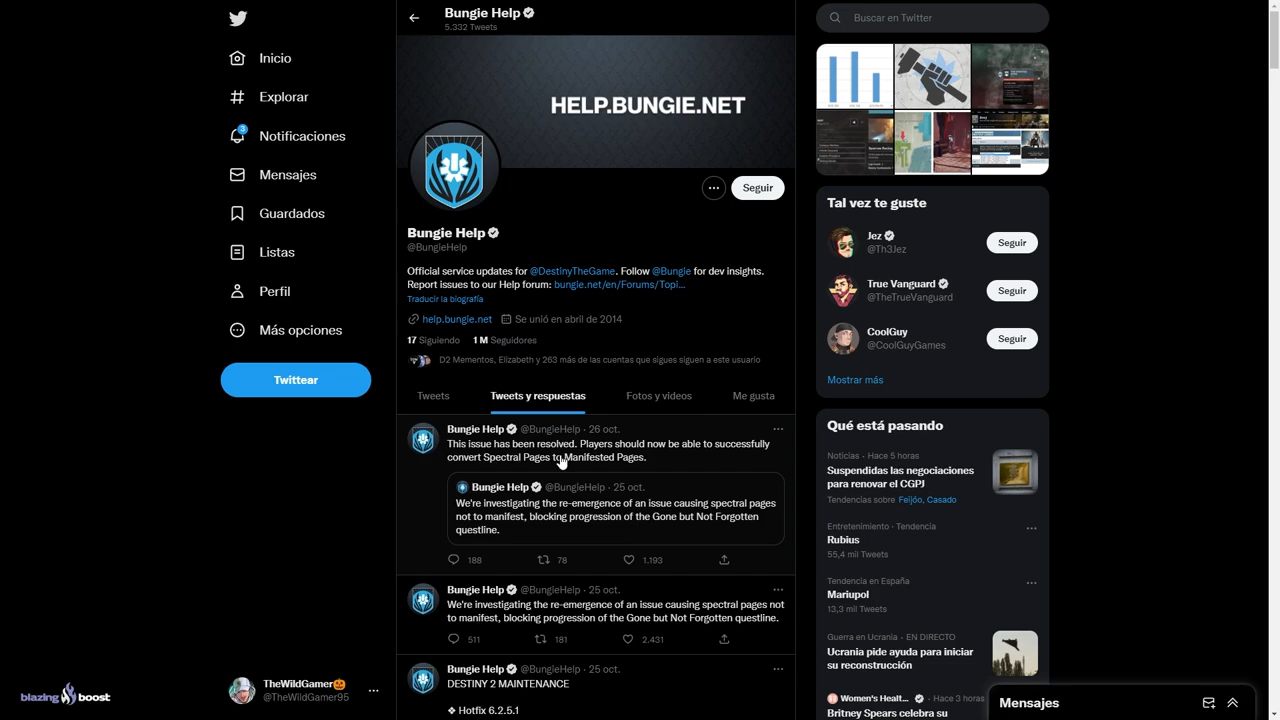 Inicio
Explorar
3
Notificaciones
Mensajes
Guardados
Listas
Perfil
Más opciones
Twittear
TheWildGamer🎃
@TheWildGamer95
blazing boost
Bungie Help
5.332 Tweets
HELP.BUNGIE.NET
Seguir
Bungie Help
@BungieHelp
Official service updates for @DestinyTheGame. Follow @Bungie for dev insights.
Report issues to our Help forum: bungie.net/en/Forums/Topi...
Traducir la biografía
help.bungie.net Se unió en abril de 2014
17 Siguiendo 1 M Seguidores
D2 Mementos, Elizabeth y 263 más de las cuentas que sigues siguen a este usuario
Tweets Tweets y respuestas Fotos y videos Me gusta
Bungie Help @BungieHelp · 26 oct.
This issue has been resolved. Players should now be able to successfully
convert Spectral Pages to Manifested Pages.
Bungie Help @BungieHelp · 25 oct.
We're investigating the re-emergence of an issue causing spectral pages
not to manifest, blocking progression of the Gone but Not Forgotten
questline.
188 78 1.193
Bungie Help @BungieHelp · 25 oct.
We're investigating the re-emergence of an issue causing spectral pages not
to manifest, blocking progression of the Gone but Not Forgotten questline.
511 181 2.431
Bungie Help @BungieHelp · 25 oct.
DESTINY 2 MAINTENANCE
❖ Hotfix 6.2.5.1
Buscar en Twitter
Tal vez te guste
Jez
@Th3Jez
Seguir
True Vanguard
@TheTrueVanguard
Seguir
CoolGuy
@CoolGuyGames
Seguir
Mostrar más
Qué está pasando
Noticias · Hace 5 horas
Suspendidas las negociaciones
para renovar el CGPJ
Tendencias sobre Feijóo, Casado
Entretenimiento · Tendencia
Rubius
55,4 mil Tweets
Tendencia en España
Mariupol
13,3 mil Tweets
Guerra en Ucrania · EN DIRECTO
Ucrania pide ayuda para iniciar
su reconstrucción
Women's Healt... · Hace 3 horas
Britney Spears celebra su
Mensajes